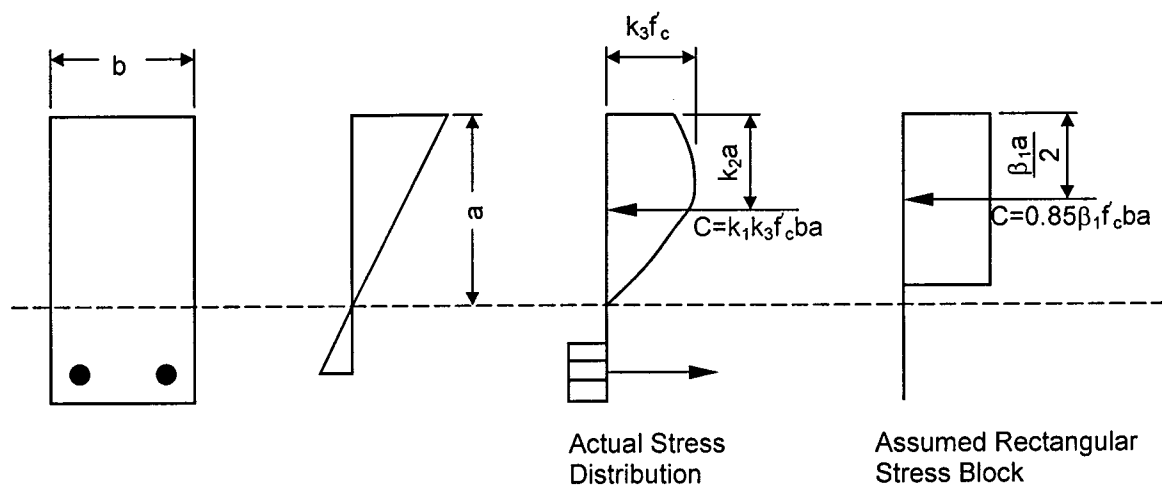 k₃f'c
b
a
k₂a
C=k₁k₃f'cba
β₁a
2
C=0.85β₁f'cba
Actual Stress
Distribution
Assumed Rectangular
Stress Block